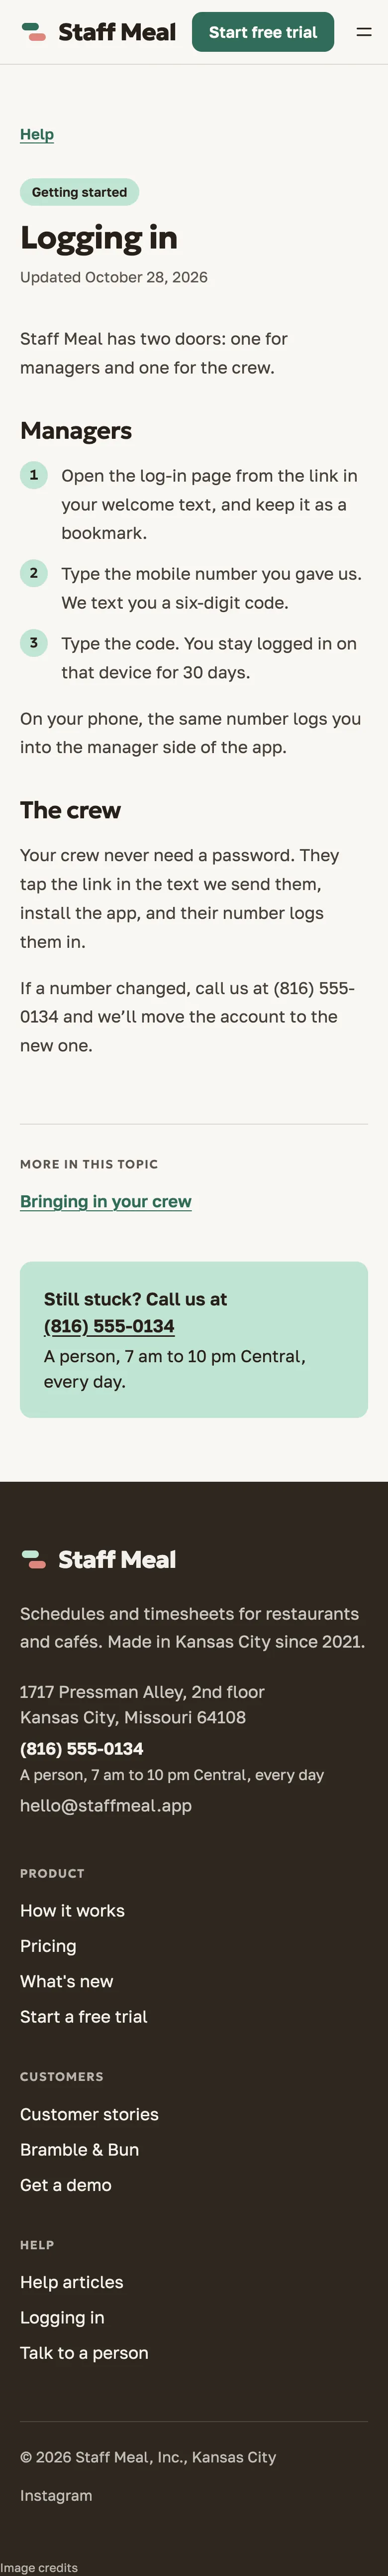 Staff Meal
Start free trial
Help
Getting started
Logging in
Updated October 28, 2026
Staff Meal has two doors: one for
managers and one for the crew.
Managers
1 Open the log-in page from the link in
your welcome text, and keep it as a
bookmark.
2 Type the mobile number you gave us.
We text you a six-digit code.
3 Type the code. You stay logged in on
that device for 30 days.
On your phone, the same number logs you
into the manager side of the app.
The crew
Your crew never need a password. They
tap the link in the text we send them,
install the app, and their number logs
them in.
If a number changed, call us at (816) 555-
0134 and we’ll move the account to the
new one.
MORE IN THIS TOPIC
Bringing in your crew
Still stuck? Call us at
(816) 555-0134
A person, 7 am to 10 pm Central,
every day.
Staff Meal
Schedules and timesheets for restaurants
and cafés. Made in Kansas City since 2021.
1717 Pressman Alley, 2nd floor
Kansas City, Missouri 64108
(816) 555-0134
A person, 7 am to 10 pm Central, every day
hello@staffmeal.app
PRODUCT
How it works
Pricing
What's new
Start a free trial
CUSTOMERS
Customer stories
Bramble & Bun
Get a demo
HELP
Help articles
Logging in
Talk to a person
© 2026 Staff Meal, Inc., Kansas City
Instagram
Image credits